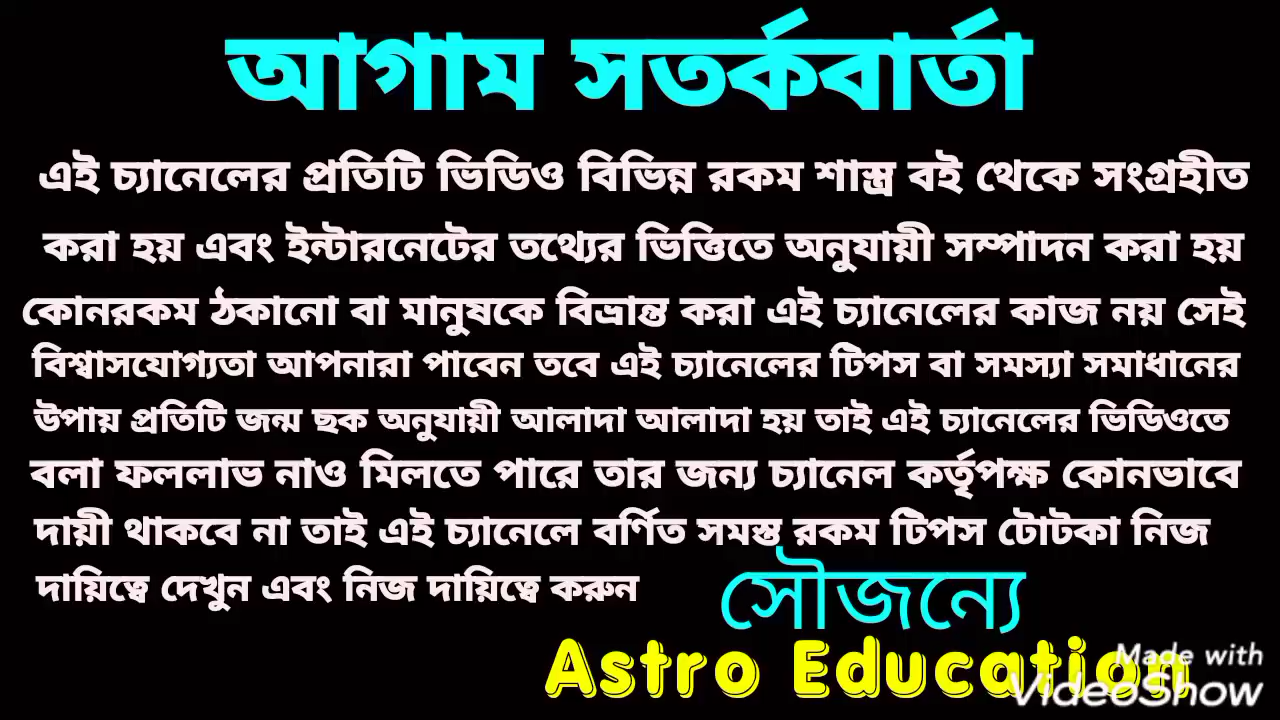 আগাম সতর্কবার্তা
এই চ্যানেলের প্রতিটি ভিডিও বিভিন্ন রকম শাস্ত্র বই থেকে সংগ্রহীত
করা হয় এবং ইন্টারনেটের তথ্যের ভিত্তিতে অনুযায়ী সম্পাদন করা হয়
কোনরকম ঠকানো বা মানুষকে বিভ্রান্ত করা এই চ্যানেলের কাজ নয় সেই
বিশ্বাসযোগ্যতা আপনারা পাবেন তবে এই চ্যানেলের টিপস বা সমস্যা সমাধানের
উপায় প্রতিটি জন্ম ছক অনুযায়ী আলাদা আলাদা হয় তাই এই চ্যানেলের ভিডিওতে
বলা ফললাভ নাও মিলতে পারে তার জন্য চ্যানেল কর্তৃপক্ষ কোনভাবে
দায়ী থাকবে না তাই এই চ্যানেলে বর্ণিত সমস্ত রকম টিপস টোটকা নিজ
দায়িত্বে দেখুন এবং নিজ দায়িত্বে করুন
সৌজন্যে
Astro Education
Made with
VideoShow